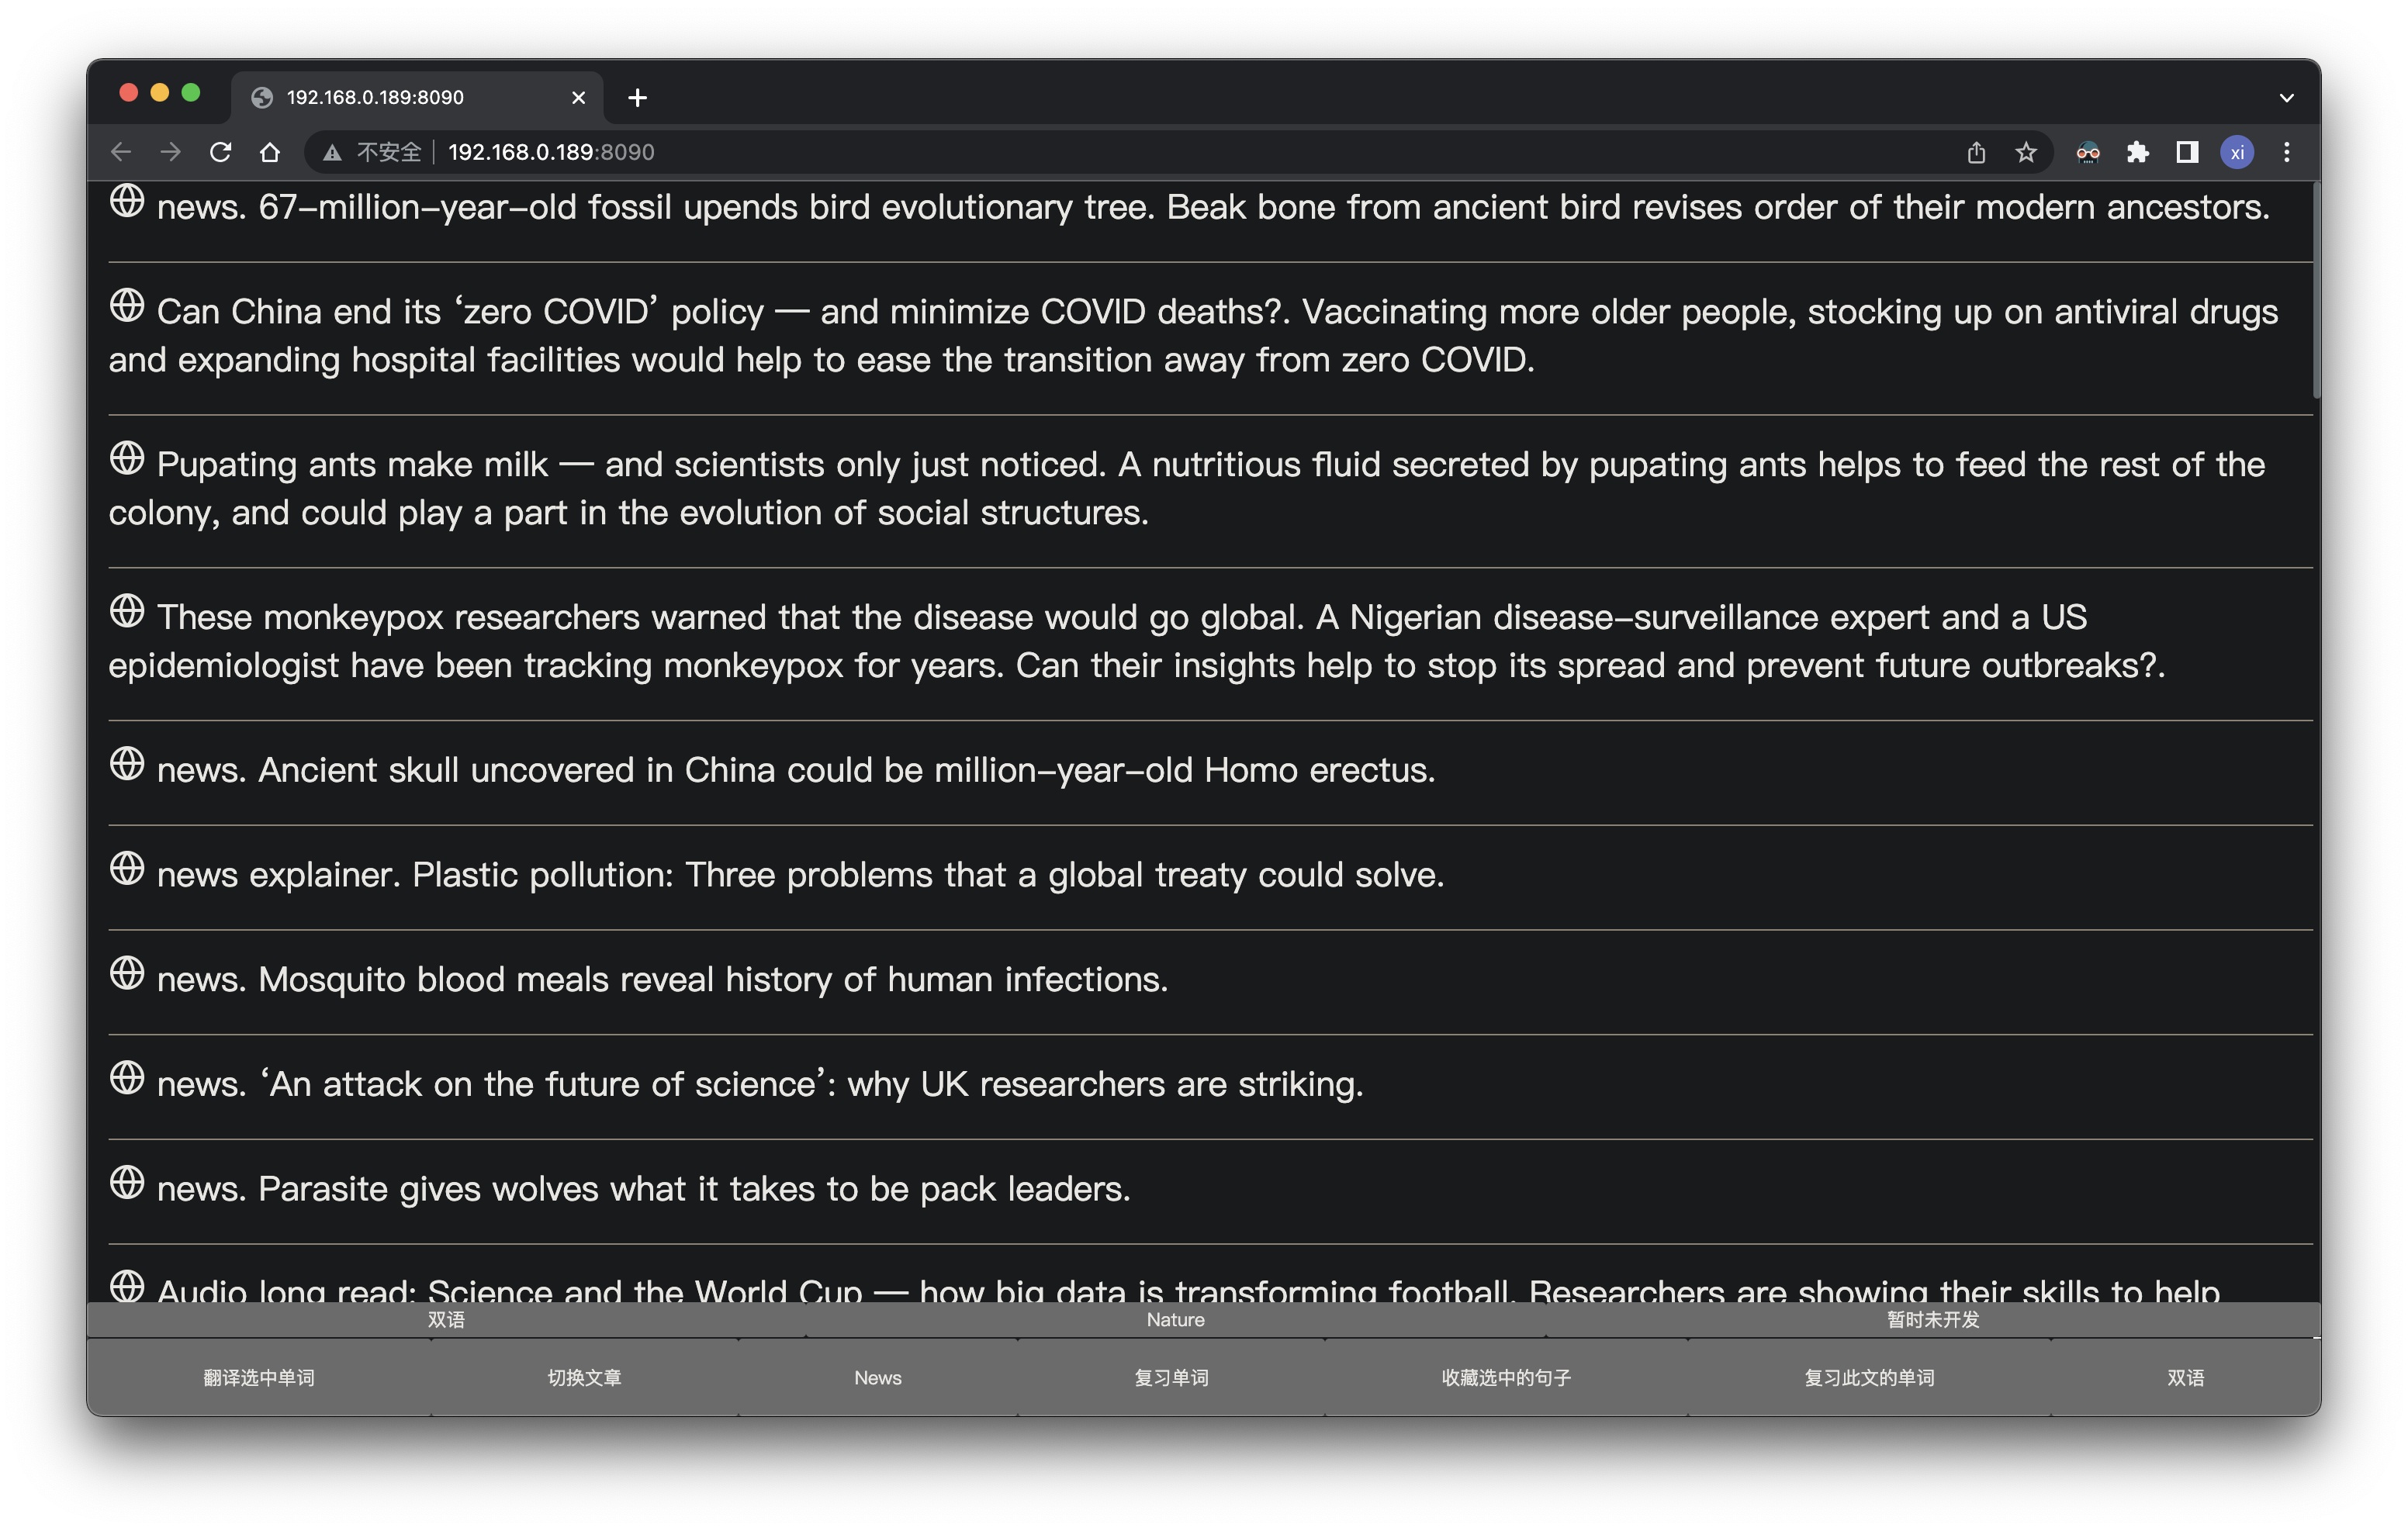 192.168.0.189:8090
不安全 192.168.0.189:8090
xi
news. 67-million-year-old fossil upends bird evolutionary tree. Beak bone from ancient bird revises order of their modern ancestors.
Can China end its ‘zero COVID’ policy — and minimize COVID deaths?. Vaccinating more older people, stocking up on antiviral drugs
and expanding hospital facilities would help to ease the transition away from zero COVID.
Pupating ants make milk — and scientists only just noticed. A nutritious fluid secreted by pupating ants helps to feed the rest of the
colony, and could play a part in the evolution of social structures.
These monkeypox researchers warned that the disease would go global. A Nigerian disease-surveillance expert and a US
epidemiologist have been tracking monkeypox for years. Can their insights help to stop its spread and prevent future outbreaks?.
news. Ancient skull uncovered in China could be million-year-old Homo erectus.
news explainer. Plastic pollution: Three problems that a global treaty could solve.
news. Mosquito blood meals reveal history of human infections.
news. ‘An attack on the future of science’: why UK researchers are striking.
news. Parasite gives wolves what it takes to be pack leaders.
Audio long read: Science and the World Cup — how big data is transforming football. Researchers are showing their skills to help
双语 Nature 暂时未开发
翻译选中单词 切换文章 News 复习单词 收藏选中的句子 复习此文的单词 双语